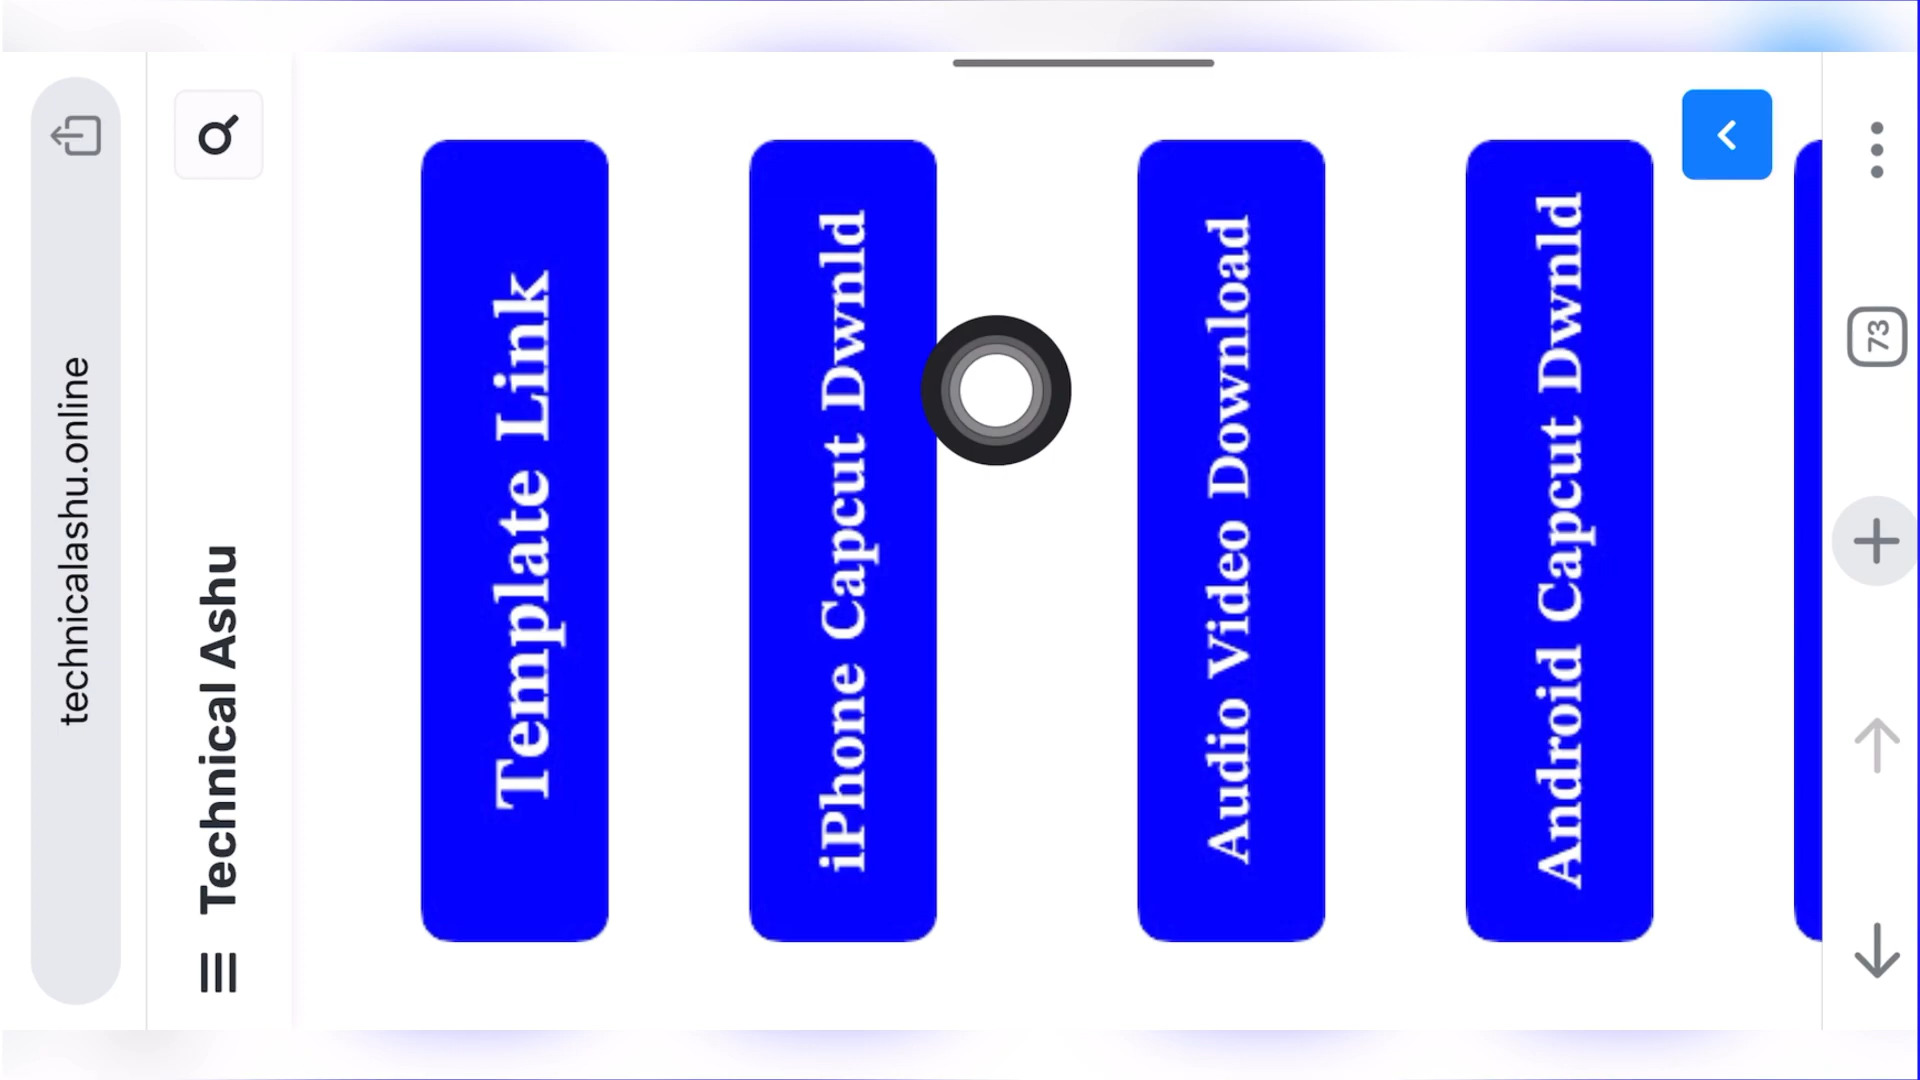 technicalashu.online
Technical Ashu
Template Link
iPhone Capcut Dwnld
Audio Video Download
Android Capcut Dwnld
73